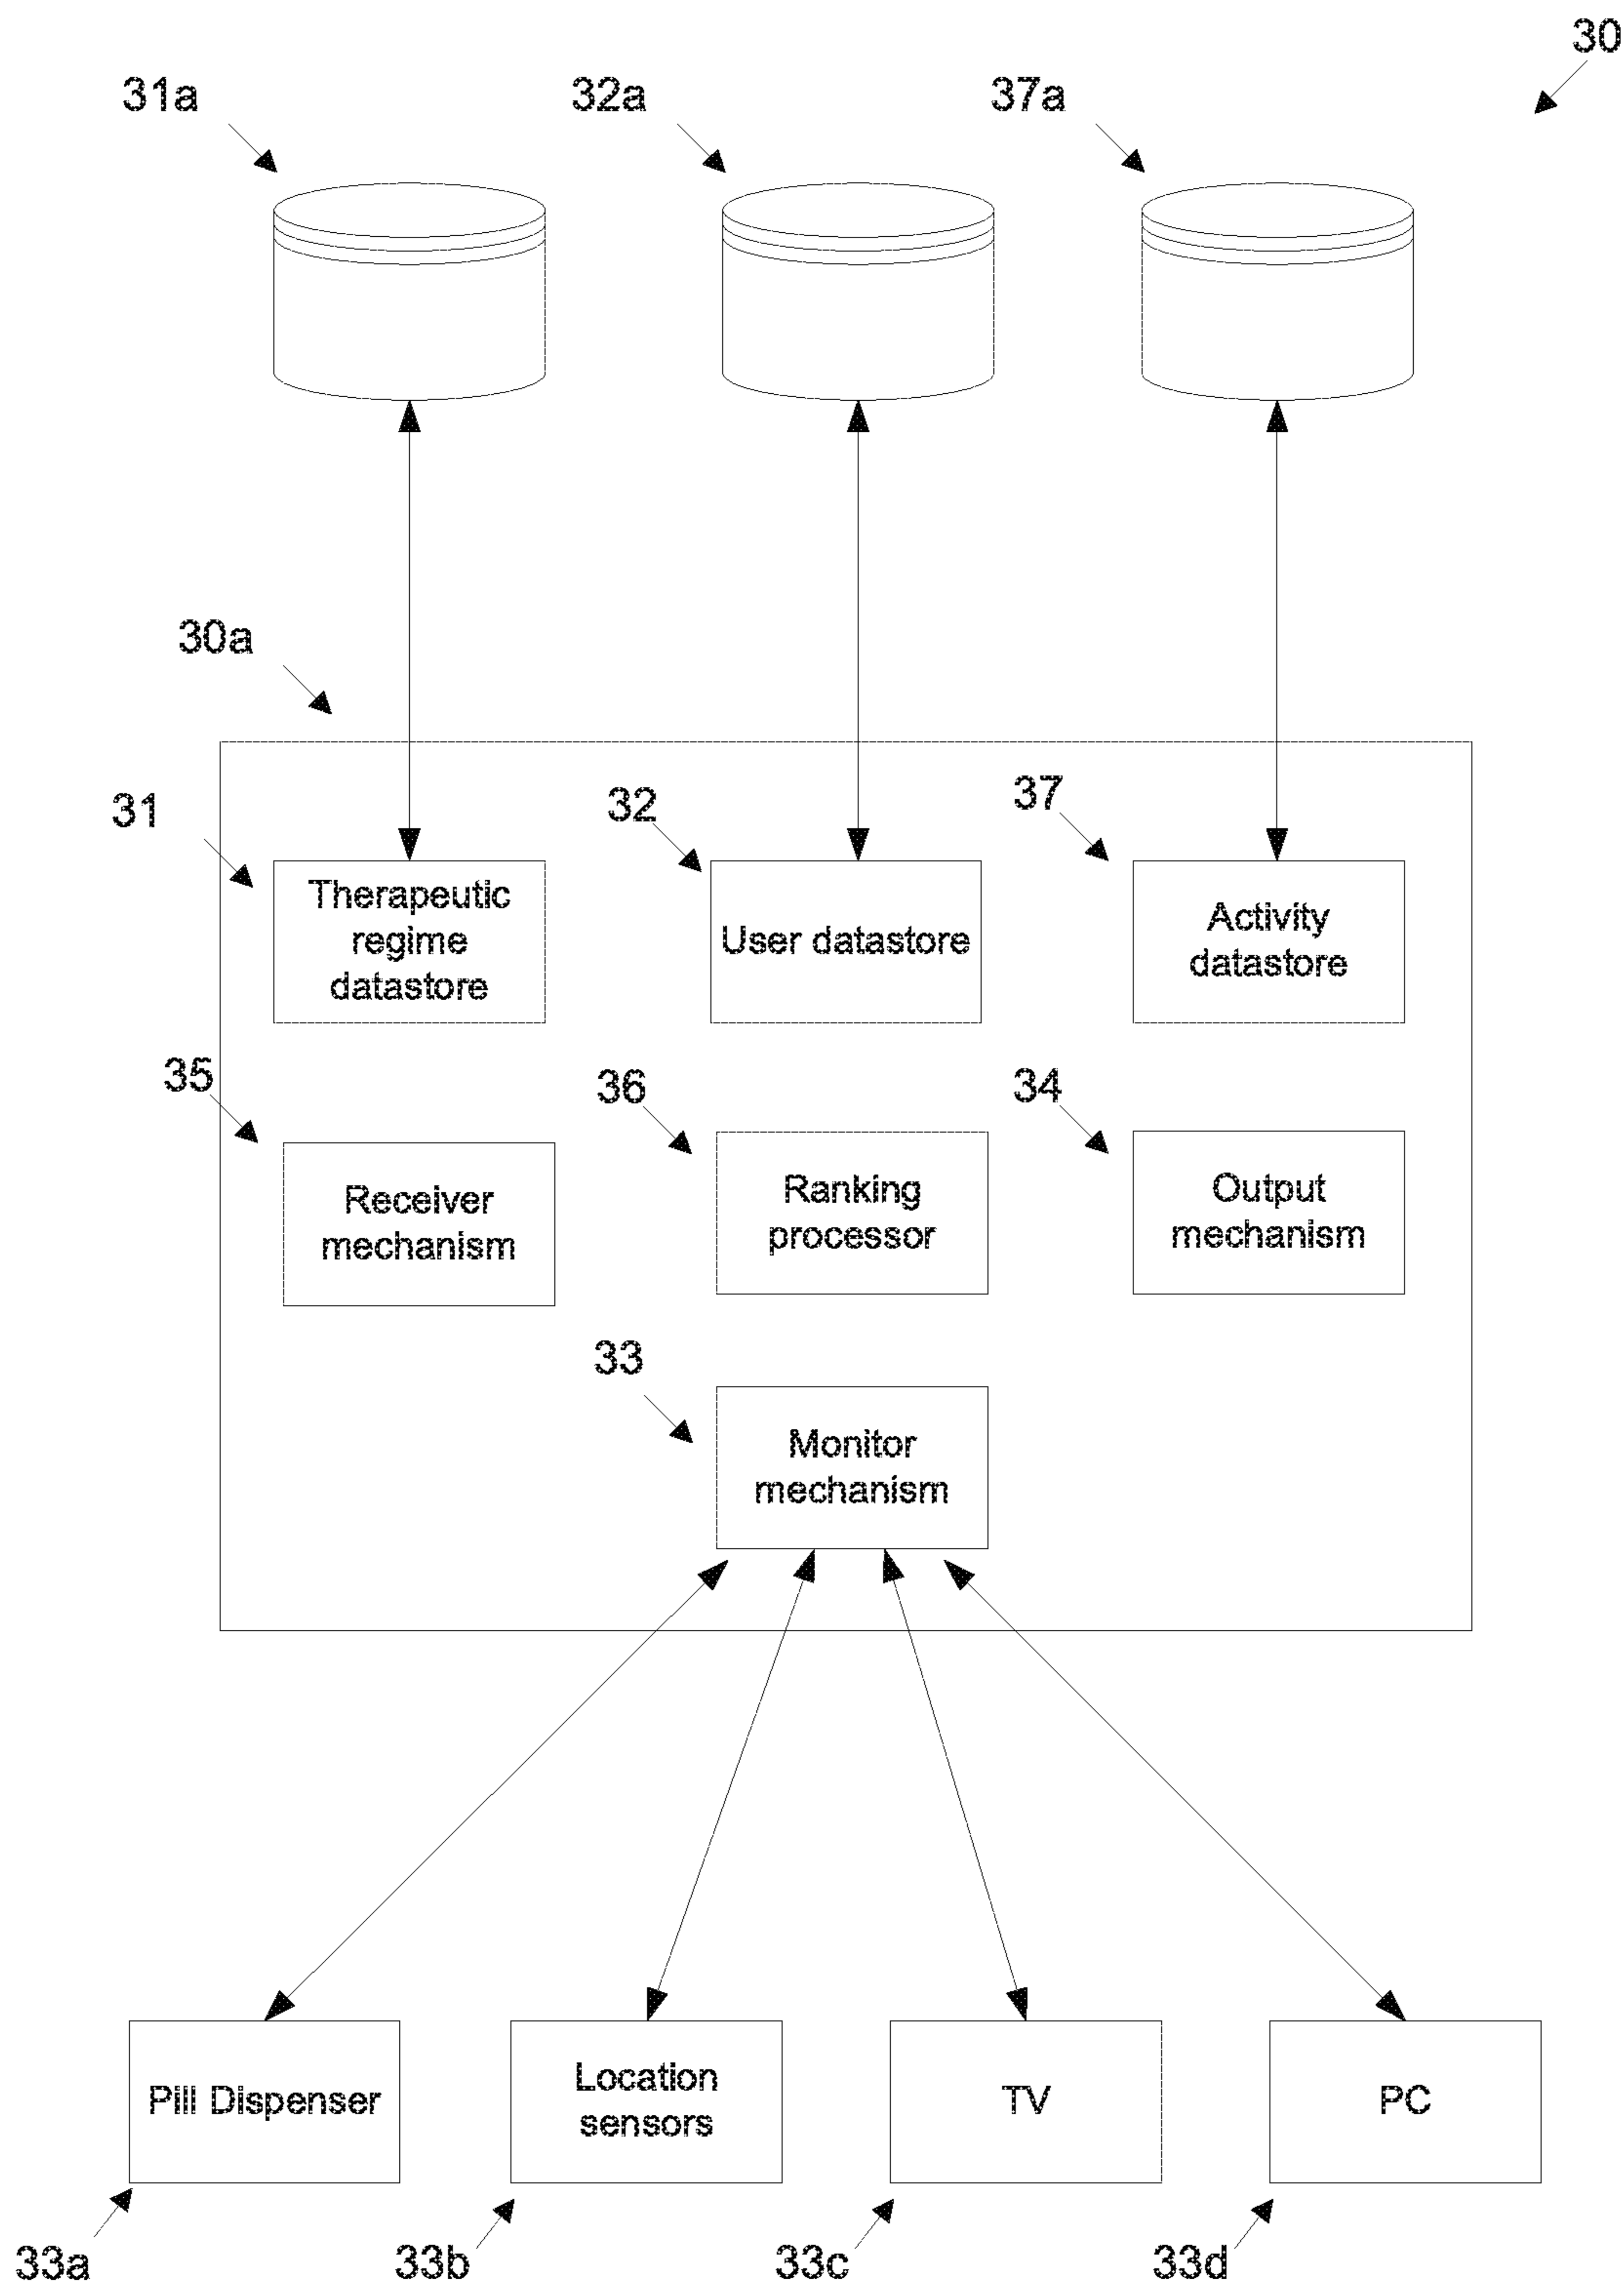 30
31a
32a
37a
30a
31
32
37
Therapeutic
regime
datastore
User datastore
Activity
datastore
35
36
34
Receiver
mechanism
Ranking
processor
Output
mechanism
33
Monitor
mechanism
Pill Dispenser
Location
sensors
TV
PC
33a
33b
33c
33d